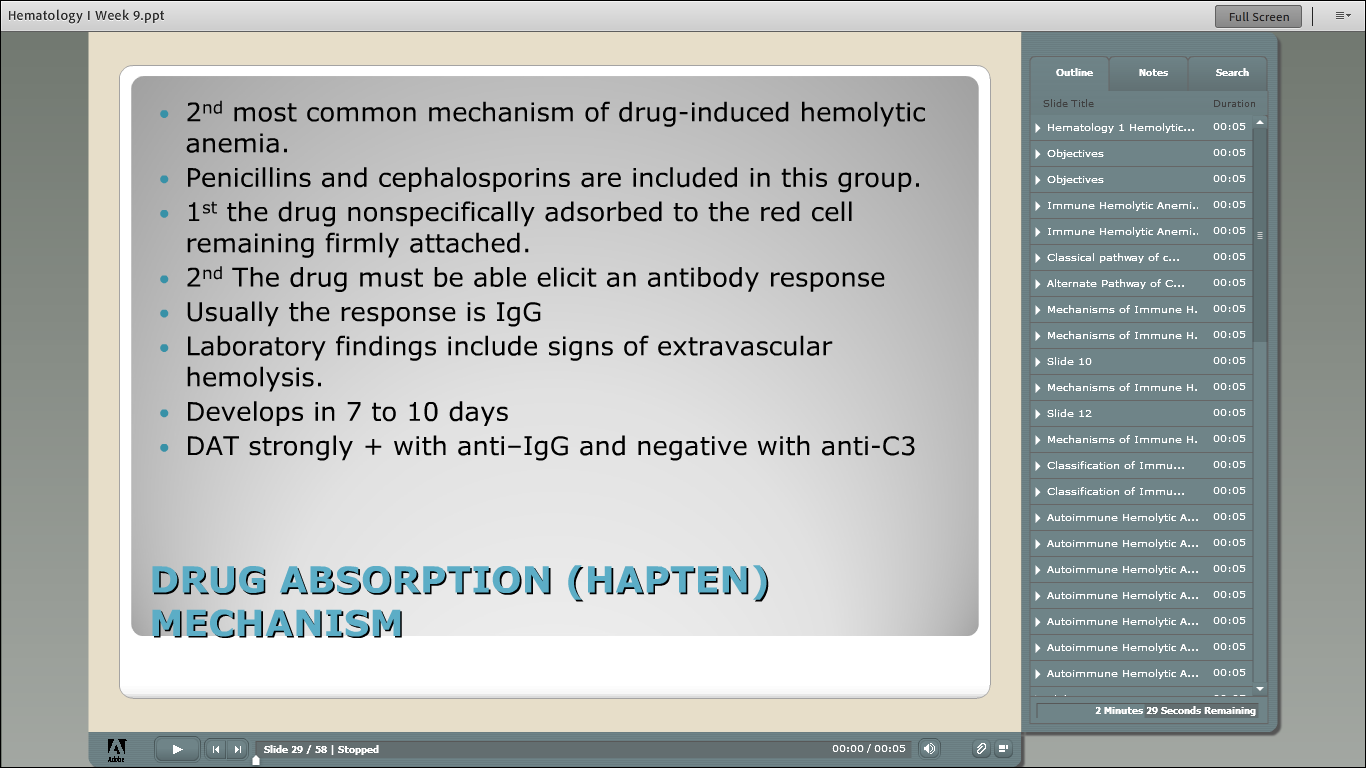 Hematology I Week 9.ppt
Full Screen
2nd most common mechanism of drug-induced hemolytic
anemia.
Penicillins and cephalosporins are included in this group.
1st the drug nonspecifically adsorbed to the red cell
remaining firmly attached.
2nd The drug must be able elicit an antibody response
Usually the response is IgG
Laboratory findings include signs of extravascular
hemolysis.
Develops in 7 to 10 days
DAT strongly + with anti–IgG and negative with anti-C3
DRUG ABSORPTION (HAPTEN)
MECHANISM
Outline Notes Search
Slide Title Duration
Hematology 1 Hemolytic... 00:05
Objectives 00:05
Objectives 00:05
Immune Hemolytic Anemi.. 00:05
Immune Hemolytic Anemi.. 00:05
Classical pathway of c... 00:05
Alternate Pathway of C... 00:05
Mechanisms of Immune H. 00:05
Mechanisms of Immune H. 00:05
Slide 10 00:05
Mechanisms of Immune H. 00:05
Slide 12 00:05
Mechanisms of Immune H. 00:05
Classification of Immu... 00:05
Classification of Immu... 00:05
Autoimmune Hemolytic A... 00:05
Autoimmune Hemolytic A... 00:05
Autoimmune Hemolytic A... 00:05
Autoimmune Hemolytic A... 00:05
Autoimmune Hemolytic A... 00:05
Autoimmune Hemolytic A... 00:05
Autoimmune Hemolytic A... 00:05
2 Minutes 29 Seconds Remaining
Adobe
Slide 29 / 58 | Stopped
00:00 / 00:05